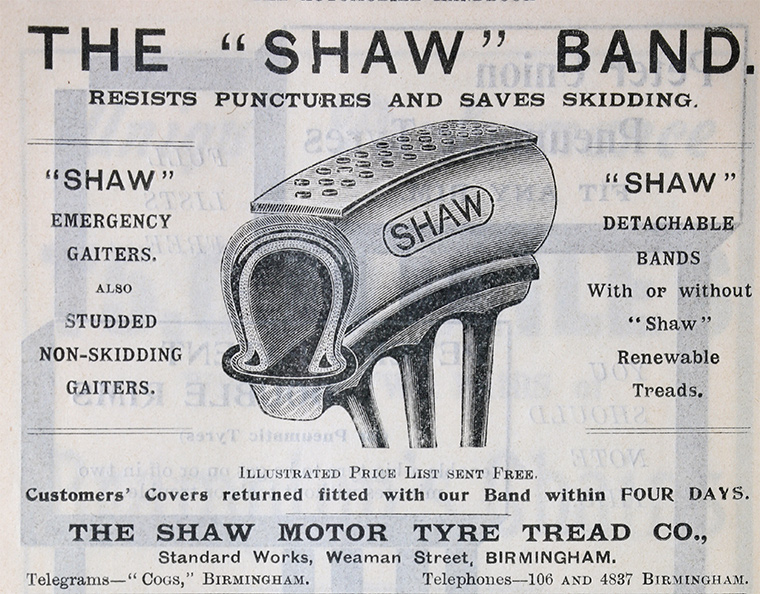 THE "SHAW" BAND.
RESISTS PUNCTURES AND SAVES SKIDDING.
"SHAW"
EMERGENCY
GAITERS,
ALSO
STUDDED
NON-SKIDDING
GAITERS.
SHAW
"SHAW"
DETACHABLE
BANDS
With or without
"Shaw"
Renewable
Treads.
ILLUSTRATED PRICE LIST SENT FREE.
Customers' Covers returned fitted with our Band within FOUR DAYS.
THE SHAW MOTOR TYRE TREAD CO.,
Standard Works, Weaman Street, BIRMINGHAM.
Telegrams—"COGS," BIRMINGHAM. Telephones—106 AND 4837 BIRMINGHAM.